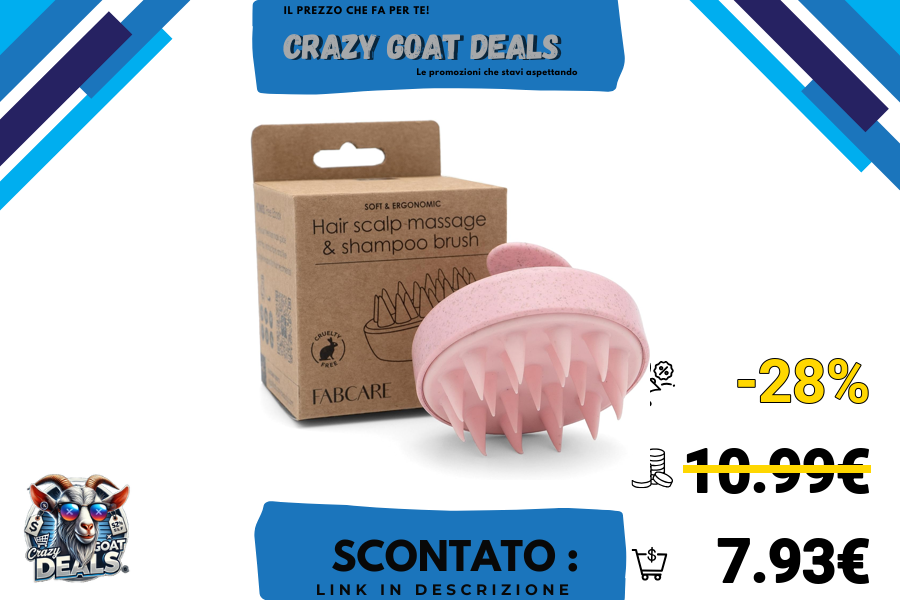 IL PREZZO CHE FA PER TE!
CRAZY GOAT DEALS
Le promozioni che stavi aspettando
SOFT & ERGONOMIC
Hair scalp massage
& shampoo brush
CRUELTY
FREE
FABCARE
-28%
10.99€
7.93€
SCONTATO :
LINK IN DESCRIZIONE
Crazy
GOAT
DEALS